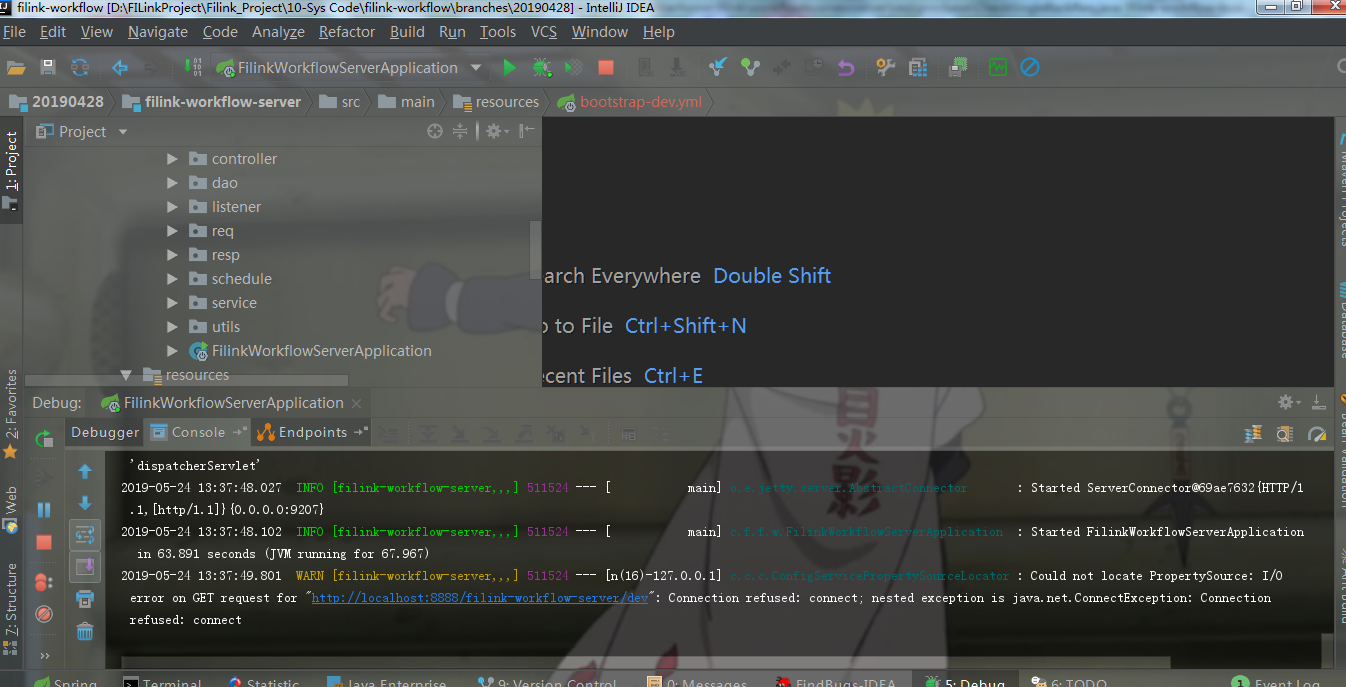 filink-workflow [D:\FILinkProject\Filink_Project\10-Sys Code\filink-workflow\branches\20190428] - IntelliJ IDEA
File Edit View Navigate Code Analyze Refactor Build Run Tools VCS Window Help
FilinkWorkflowServerApplication
20190428 filink-workflow-server src main resources bootstrap-dev.yml
Project
1: Project
controller
dao
listener
req
resp
schedule
service
utils
FilinkWorkflowServerApplication
resources
arch Everywhere Double Shift
to File Ctrl+Shift+N
ecent Files Ctrl+E
Maven Projects
Database
Bean Validation
Ant Build
2: Favorites
Web
7: Structure
Debug: FilinkWorkflowServerApplication
Debugger Console Endpoints
'dispatcherServlet'
2019-05-24 13:37:48.027 INFO [filink-workflow-server,,,] 511524 --- [ main] o.e.jetty.server.AbstractConnector : Started ServerConnector@69ae7632{HTTP/1
.1,[http/1.1]}{0.0.0.0:9207}
2019-05-24 13:37:48.102 INFO [filink-workflow-server,,,] 511524 --- [ main] c.f.f.w.FilinkWorkflowServerApplication : Started FilinkWorkflowServerApplication
in 63.891 seconds (JVM running for 67.967)
2019-05-24 13:37:49.801 WARN [filink-workflow-server,,,] 511524 --- [n(16)-127.0.0.1] c.c.c.ConfigServicePropertySourceLocator : Could not locate PropertySource: I/O
error on GET request for "http://localhost:8888/filink-workflow-server/dev": Connection refused: connect; nested exception is java.net.ConnectException: Connection
refused: connect
火影
Spring Terminal Statistic Java Enterprise 9: Version Control 0: Messages FindBugs-IDEA 5: Debug 6: TODO 1 Event Log